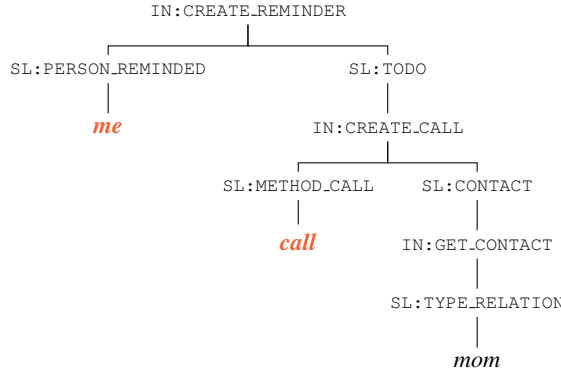 IN:CREATE_REMINDER
SL:PERSON_REMINDED SL:TODO
me
IN:CREATE_CALL
SL:METHOD_CALL SL:CONTACT
call
IN:GET_CONTACT
SL:TYPE_RELATION
mom